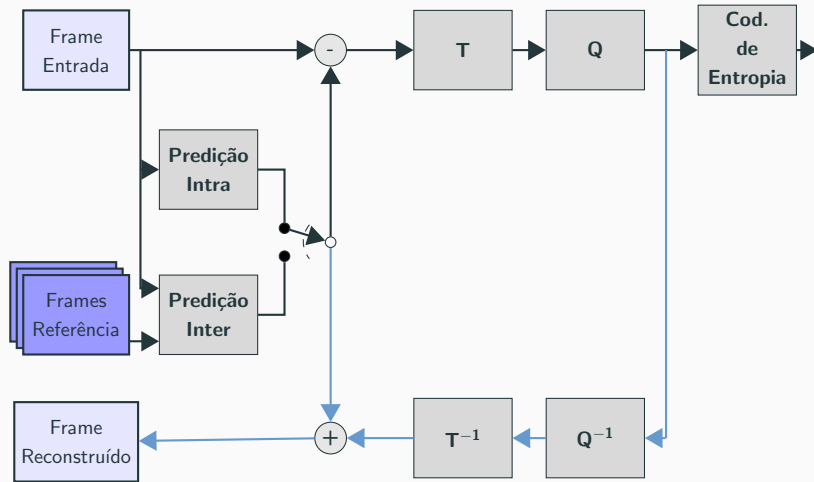 Frame
Entrada
-
T
Q
Cod.
de
Entropia
Predição
Intra
Frames
Referência
Predição
Inter
Frame
Reconstruído
+
T⁻¹
Q⁻¹